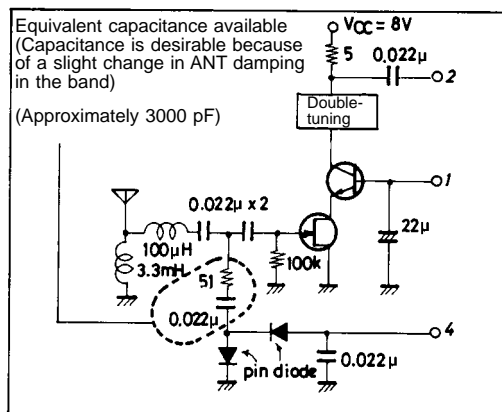 Equivalent capacitance available
(Capacitance is desirable because
of a slight change in ANT damping
in the band)
(Approximately 3000 pF)
VCC = 8V
5
0.022μ
2
Double-
tuning
1
0.022μ x 2
22μ
100μH
3.3mH
100k
51
0.022μ
4
pin diode
0.022μ